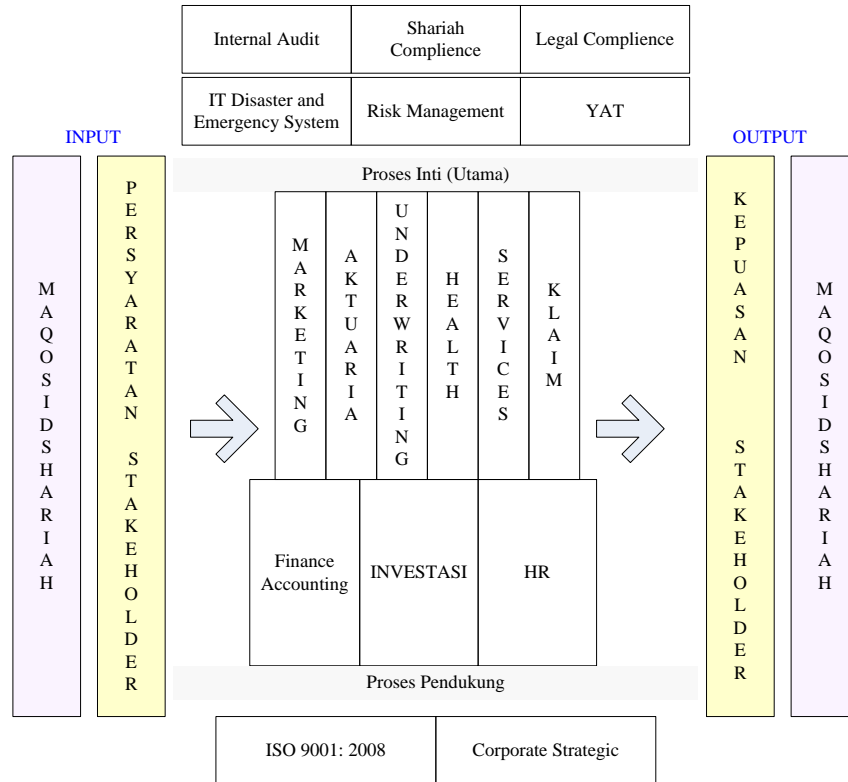 Internal Audit
Shariah
Complience
Legal Complience
IT Disaster and
Emergency System
Risk Management
YAT
INPUT
OUTPUT
MAQOSIDSHARIAH
PERSYARATAN STAKEHOLDER
Proses Inti (Utama)
MARKETING
AKTUARIA
UNDERWRITING
HEALTH
SERVICES
KLAIM
Finance
Accounting
INVESTASI
HR
Proses Pendukung
KEPUASAN STAKEHOLDER
MAQOSIDSHARIAH
ISO 9001: 2008
Corporate Strategic